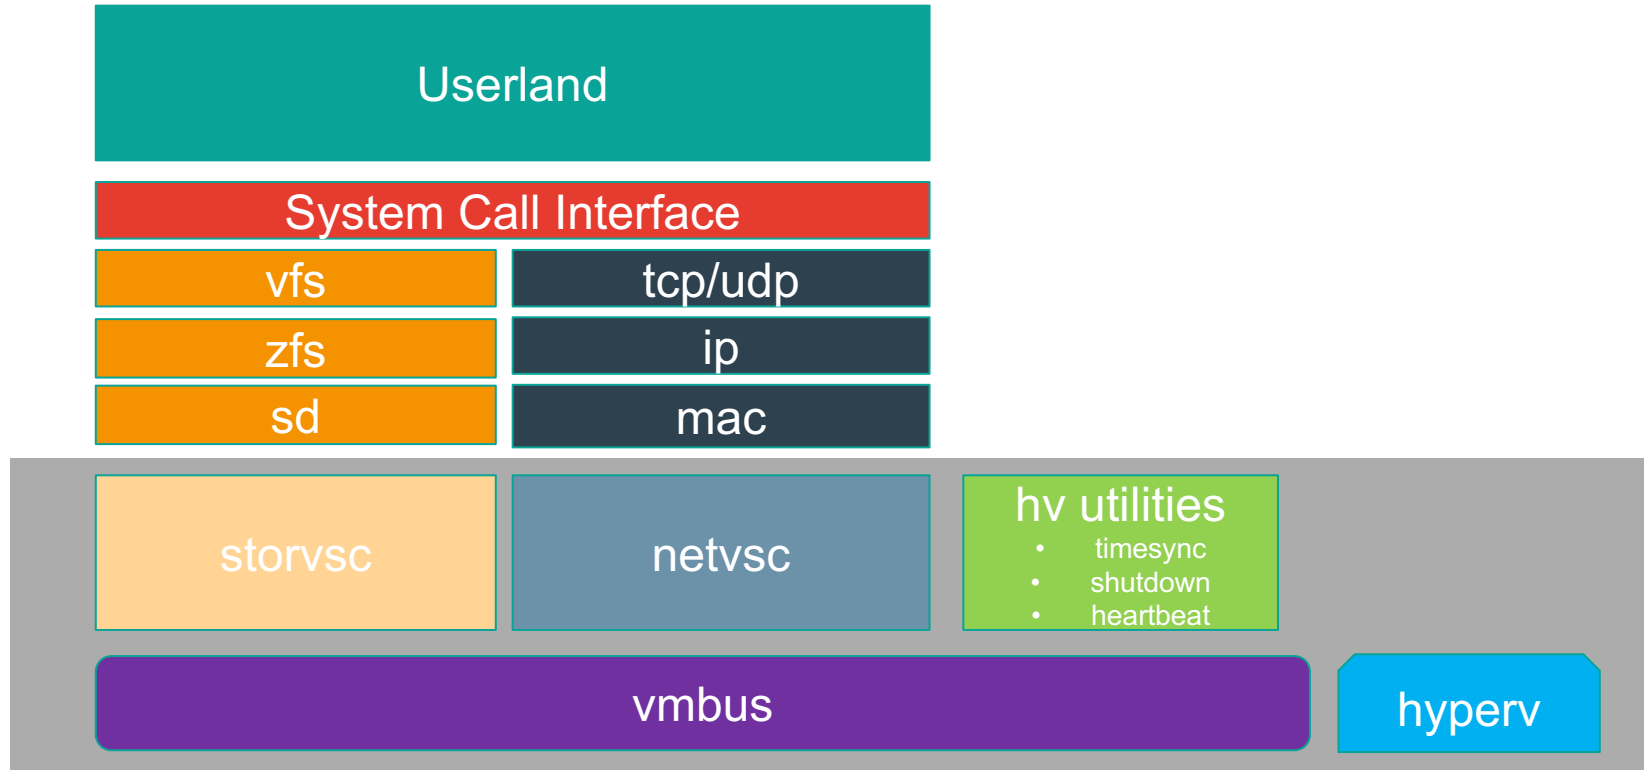 Userland
System Call Interface
vfs
tcp/udp
zfs
ip
sd
mac
storvsc
netvsc
hv utilities
• timesync
• shutdown
• heartbeat
vmbus
hyperv